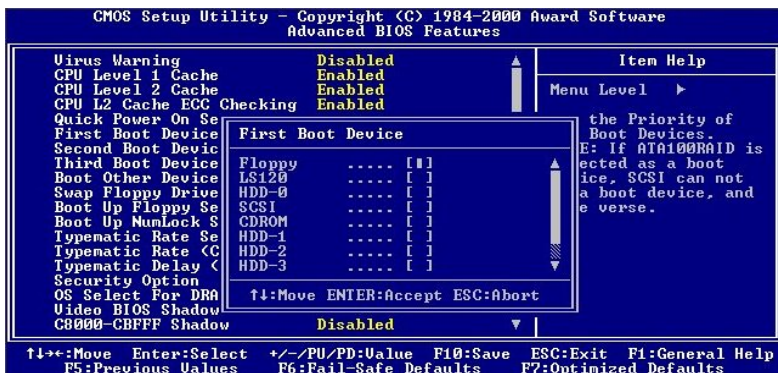 CMOS Setup Utility - Copyright (C) 1984-2000 Award Software
Advanced BIOS Features
Virus Warning Disabled
CPU Level 1 Cache Enabled
CPU Level 2 Cache Enabled
CPU L2 Cache ECC Checking Enabled
Quick Power On Se
First Boot Device
Second Boot Devic
Third Boot Device
Boot Other Device
Swap Floppy Drive
Boot Up Floppy Se
Boot Up NumLock S
Typematic Rate Se
Typematic Rate (C
Typematic Delay (
Security Option
OS Select For DRA
Video BIOS Shadow
C8000-CBFFF Shadow Disabled
First Boot Device
Floppy ..... [▮]
LS120 ..... [ ]
HDD-0 ..... [ ]
SCSI ..... [ ]
CDROM ..... [ ]
HDD-1 ..... [ ]
HDD-2 ..... [ ]
HDD-3 ..... [ ]
↑↓:Move ENTER:Accept ESC:Abort
Item Help
Menu Level ▶
the Priority of
Boot Devices.
E: If ATA100RAID is
ected as a boot
ice, SCSI can not
a boot device, and
e verse.
↑↓→←:Move Enter:Select +/-/PU/PD:Value F10:Save ESC:Exit F1:General Help
F5:Previous Values F6:Fail-Safe Defaults F7:Optimized Defaults